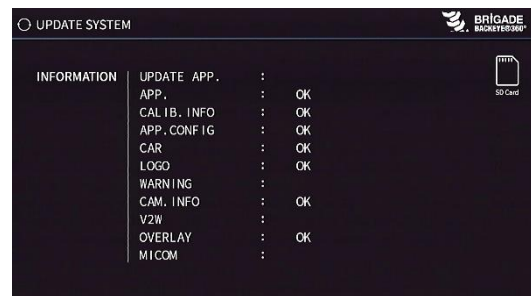 UPDATE SYSTEM
BRIGADE
BACKEYE®360°
SD Card
INFORMATION
UPDATE APP. :
APP. : OK
CALIB. INFO : OK
APP.CONFIG : OK
CAR : OK
LOGO : OK
WARNING :
CAM. INFO : OK
V2W :
OVERLAY : OK
MICOM :